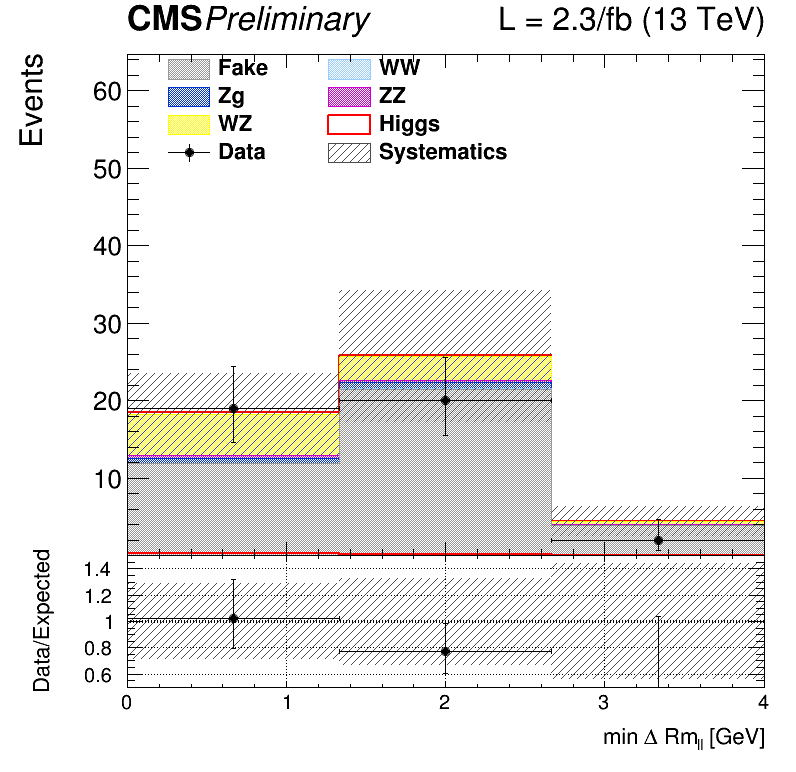 CMS Preliminary L = 2.3/fb (13 TeV)
Events
Fake WW
Zg ZZ
WZ Higgs
Data Systematics
60
50
40
30
20
10
Data/Expected
1.4
1.2
1
0.8
0.6
0 1 2 3 4
min Δ Rm_ll [GeV]